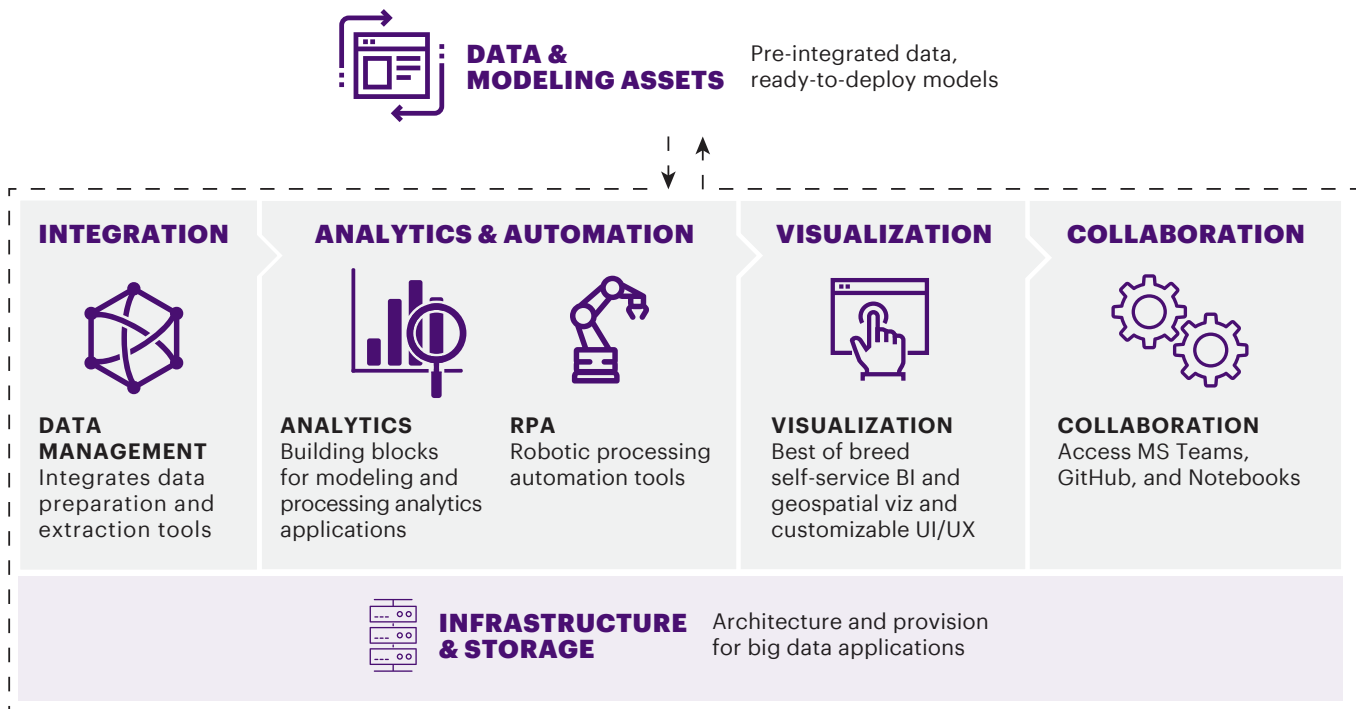 DATA &
MODELING ASSETS
Pre-integrated data,
ready-to-deploy models
INTEGRATION
ANALYTICS & AUTOMATION
VISUALIZATION
COLLABORATION
DATA
MANAGEMENT
Integrates data
preparation and
extraction tools
ANALYTICS
Building blocks
for modeling and
processing analytics
applications
RPA
Robotic processing
automation tools
VISUALIZATION
Best of breed
self-service BI and
geospatial viz and
customizable UI/UX
COLLABORATION
Access MS Teams,
GitHub, and Notebooks
INFRASTRUCTURE
& STORAGE
Architecture and provision
for big data applications